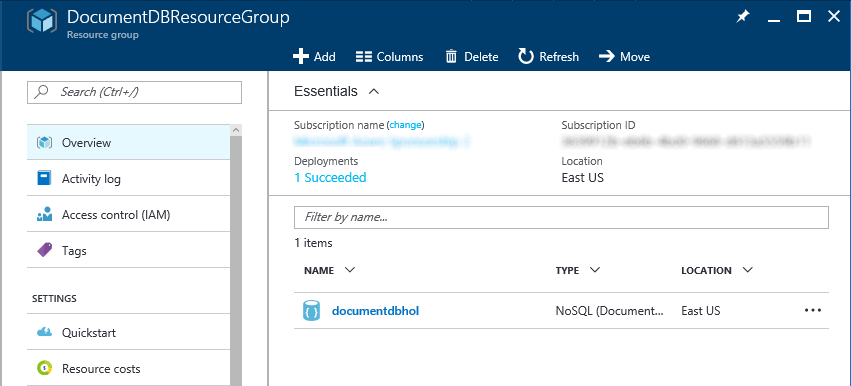 DocumentDBResourceGroup
Resource group
Add Columns Delete Refresh Move
Search (Ctrl+/)
Overview
Activity log
Access control (IAM)
Tags
SETTINGS
Quickstart
Resource costs
Essentials
Subscription name (change) Subscription ID
Deployments Location
1 Succeeded East US
Filter by name...
1 items
NAME TYPE LOCATION
documentdbhol NoSQL (Document... East US ...